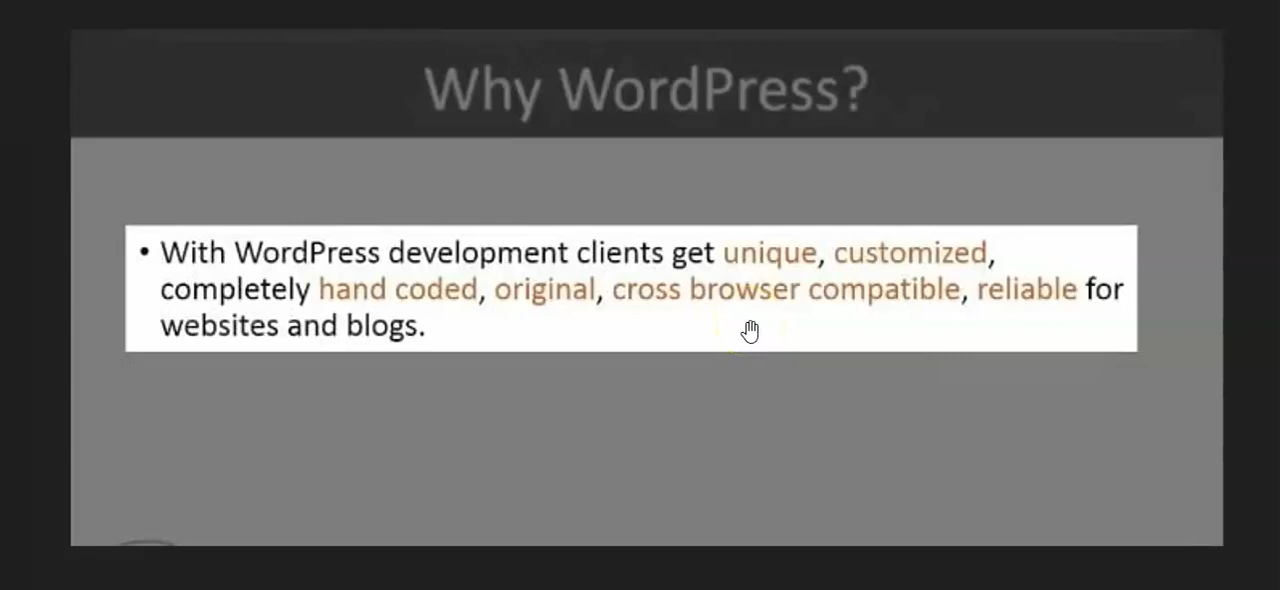 Why WordPress?
• With WordPress development clients get unique, customized,
completely hand coded, original, cross browser compatible, reliable for
websites and blogs.